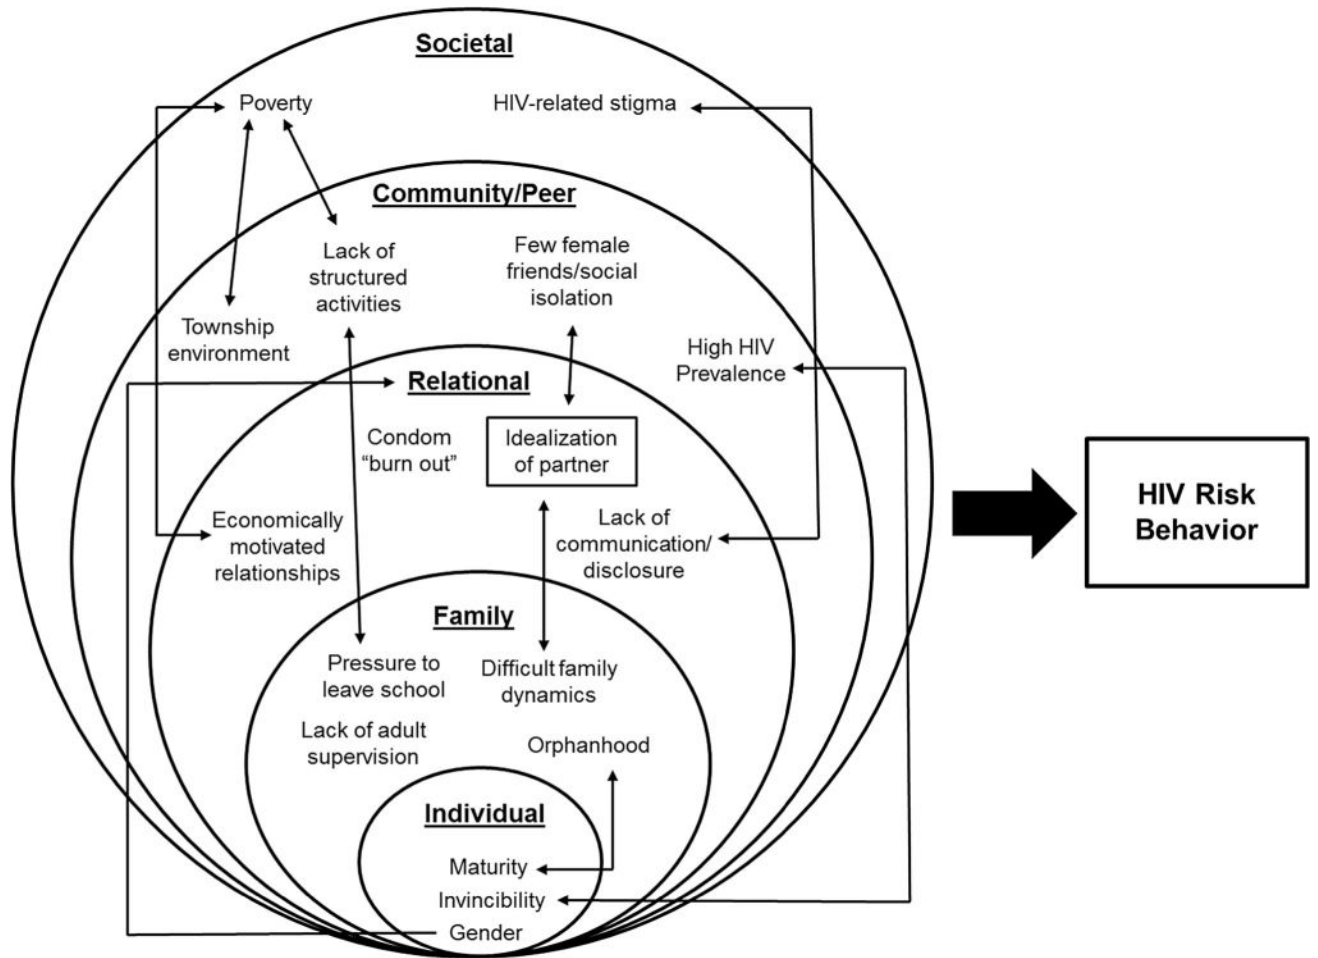 Societal
Poverty
HIV-related stigma
Community/Peer
Lack of
structured
activities
Few female
friends/social
isolation
Township
environment
High HIV
Prevalence
Relational
Condom
“burn out”
Idealization
of partner
Economically
motivated
relationships
Lack of
communication/
disclosure
Family
Pressure to
leave school
Difficult family
dynamics
Lack of adult
supervision
Orphanhood
Individual
Maturity
Invincibility
Gender
HIV Risk
Behavior